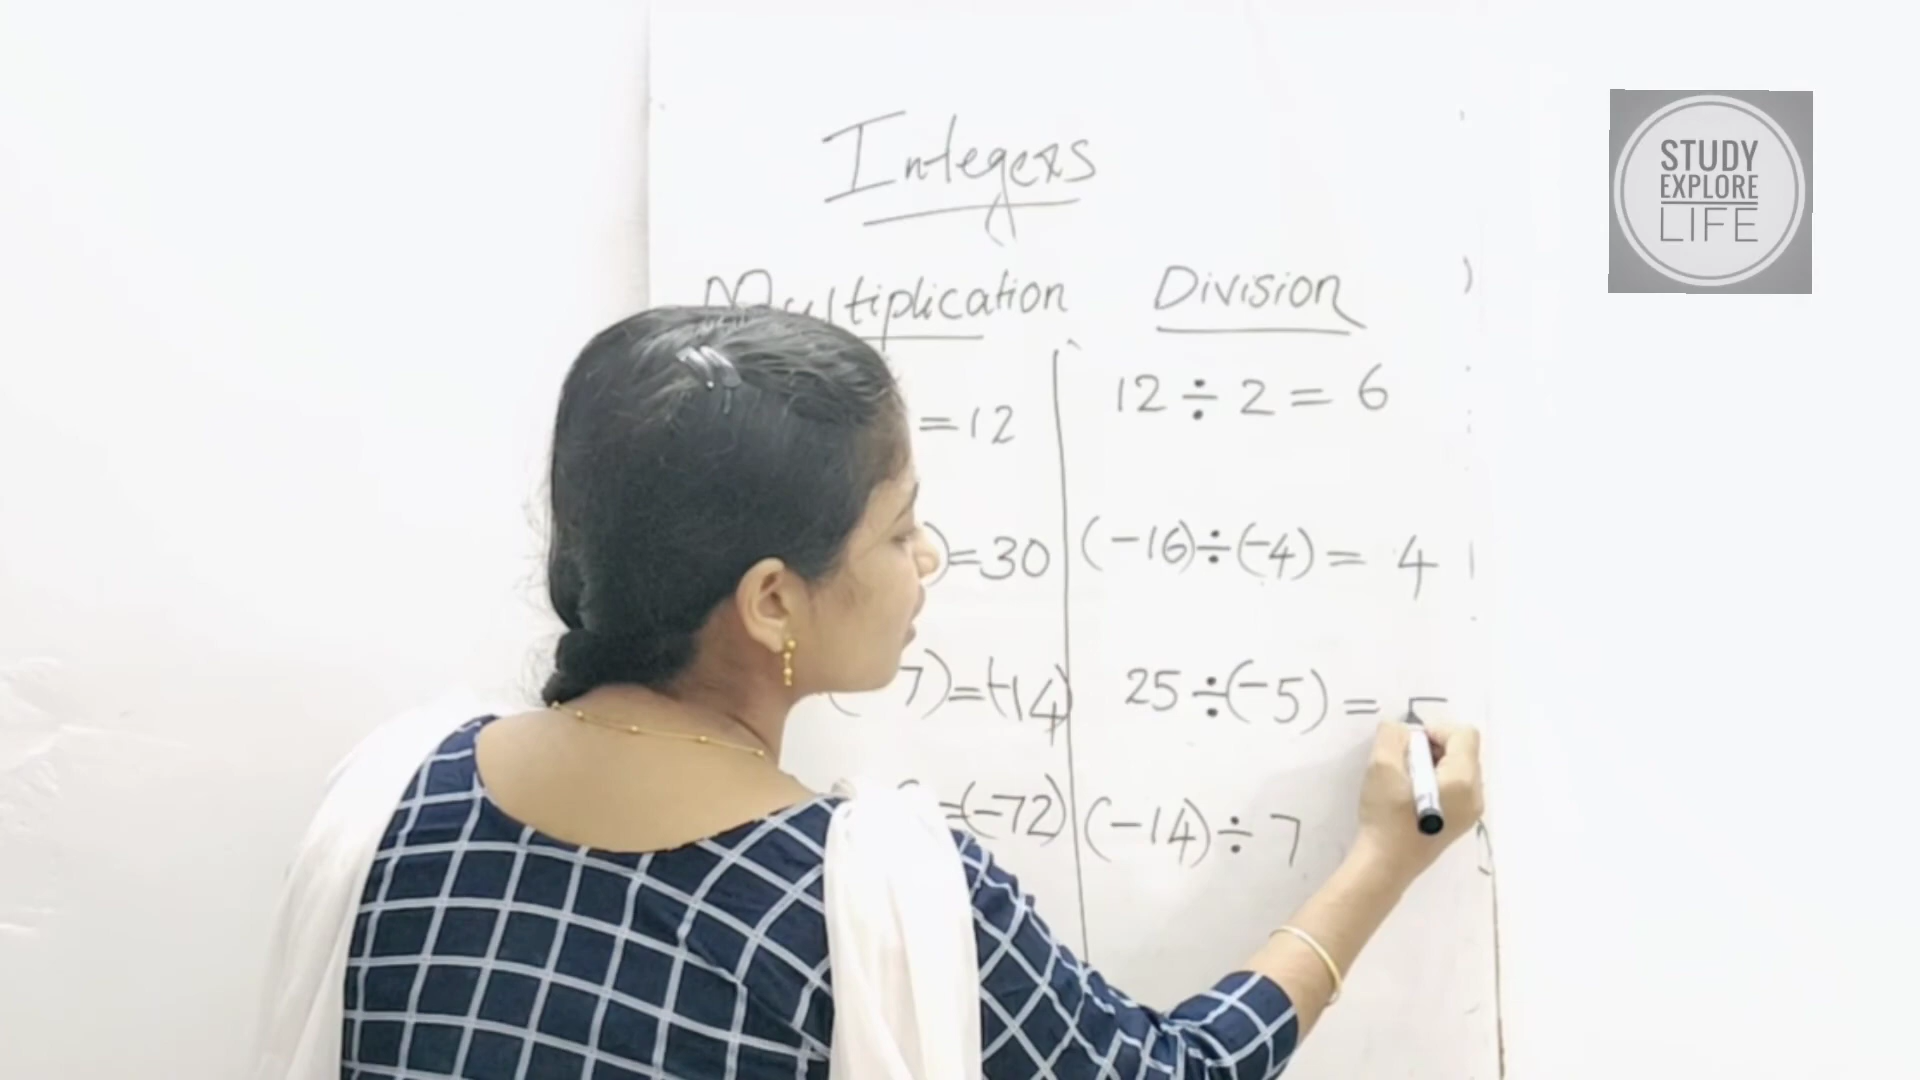 Integers
Multiplication
Division
= 12
12 ÷ 2 = 6
) = 30
(-16) ÷ (-4) = 4
7) = (-14)
25 ÷ (-5) =
= (-72)
(-14) ÷ 7
STUDY
EXPLORE
LIFE